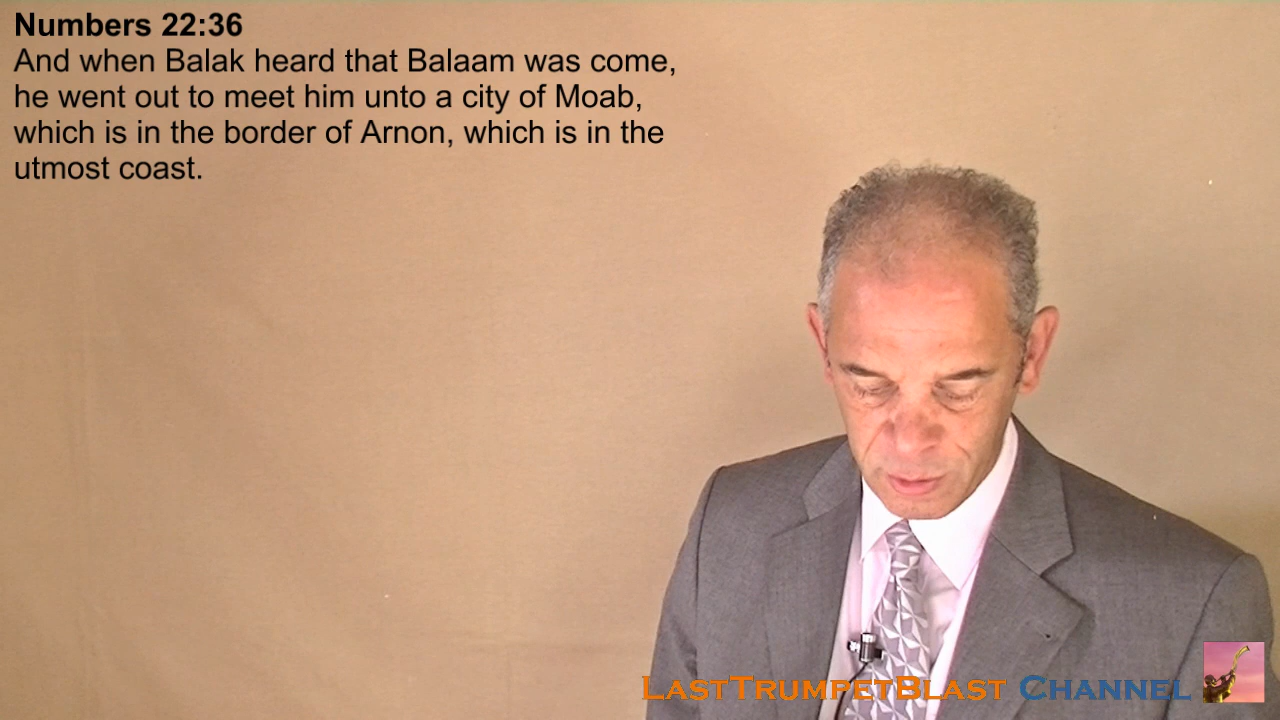 Numbers 22:36
And when Balak heard that Balaam was come,
he went out to meet him unto a city of Moab,
which is in the border of Arnon, which is in the
utmost coast.
LastTrumpetBlast Channel